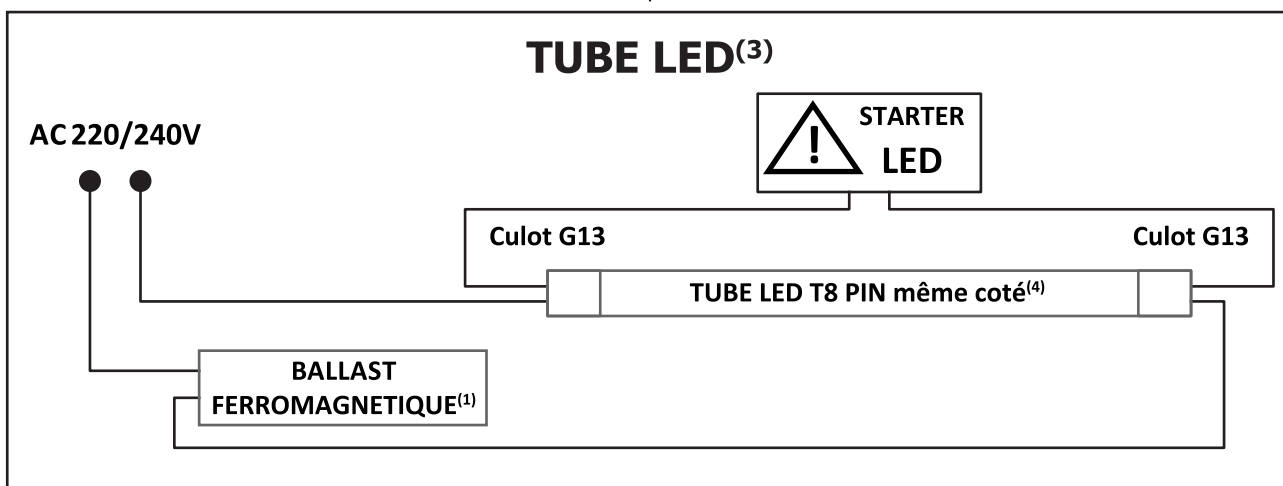 TUBE LED(3)
AC 220/240V
! STARTER
LED
Culot G13
Culot G13
TUBE LED T8 PIN même coté(4)
BALLAST
FERROMAGNETIQUE(1)